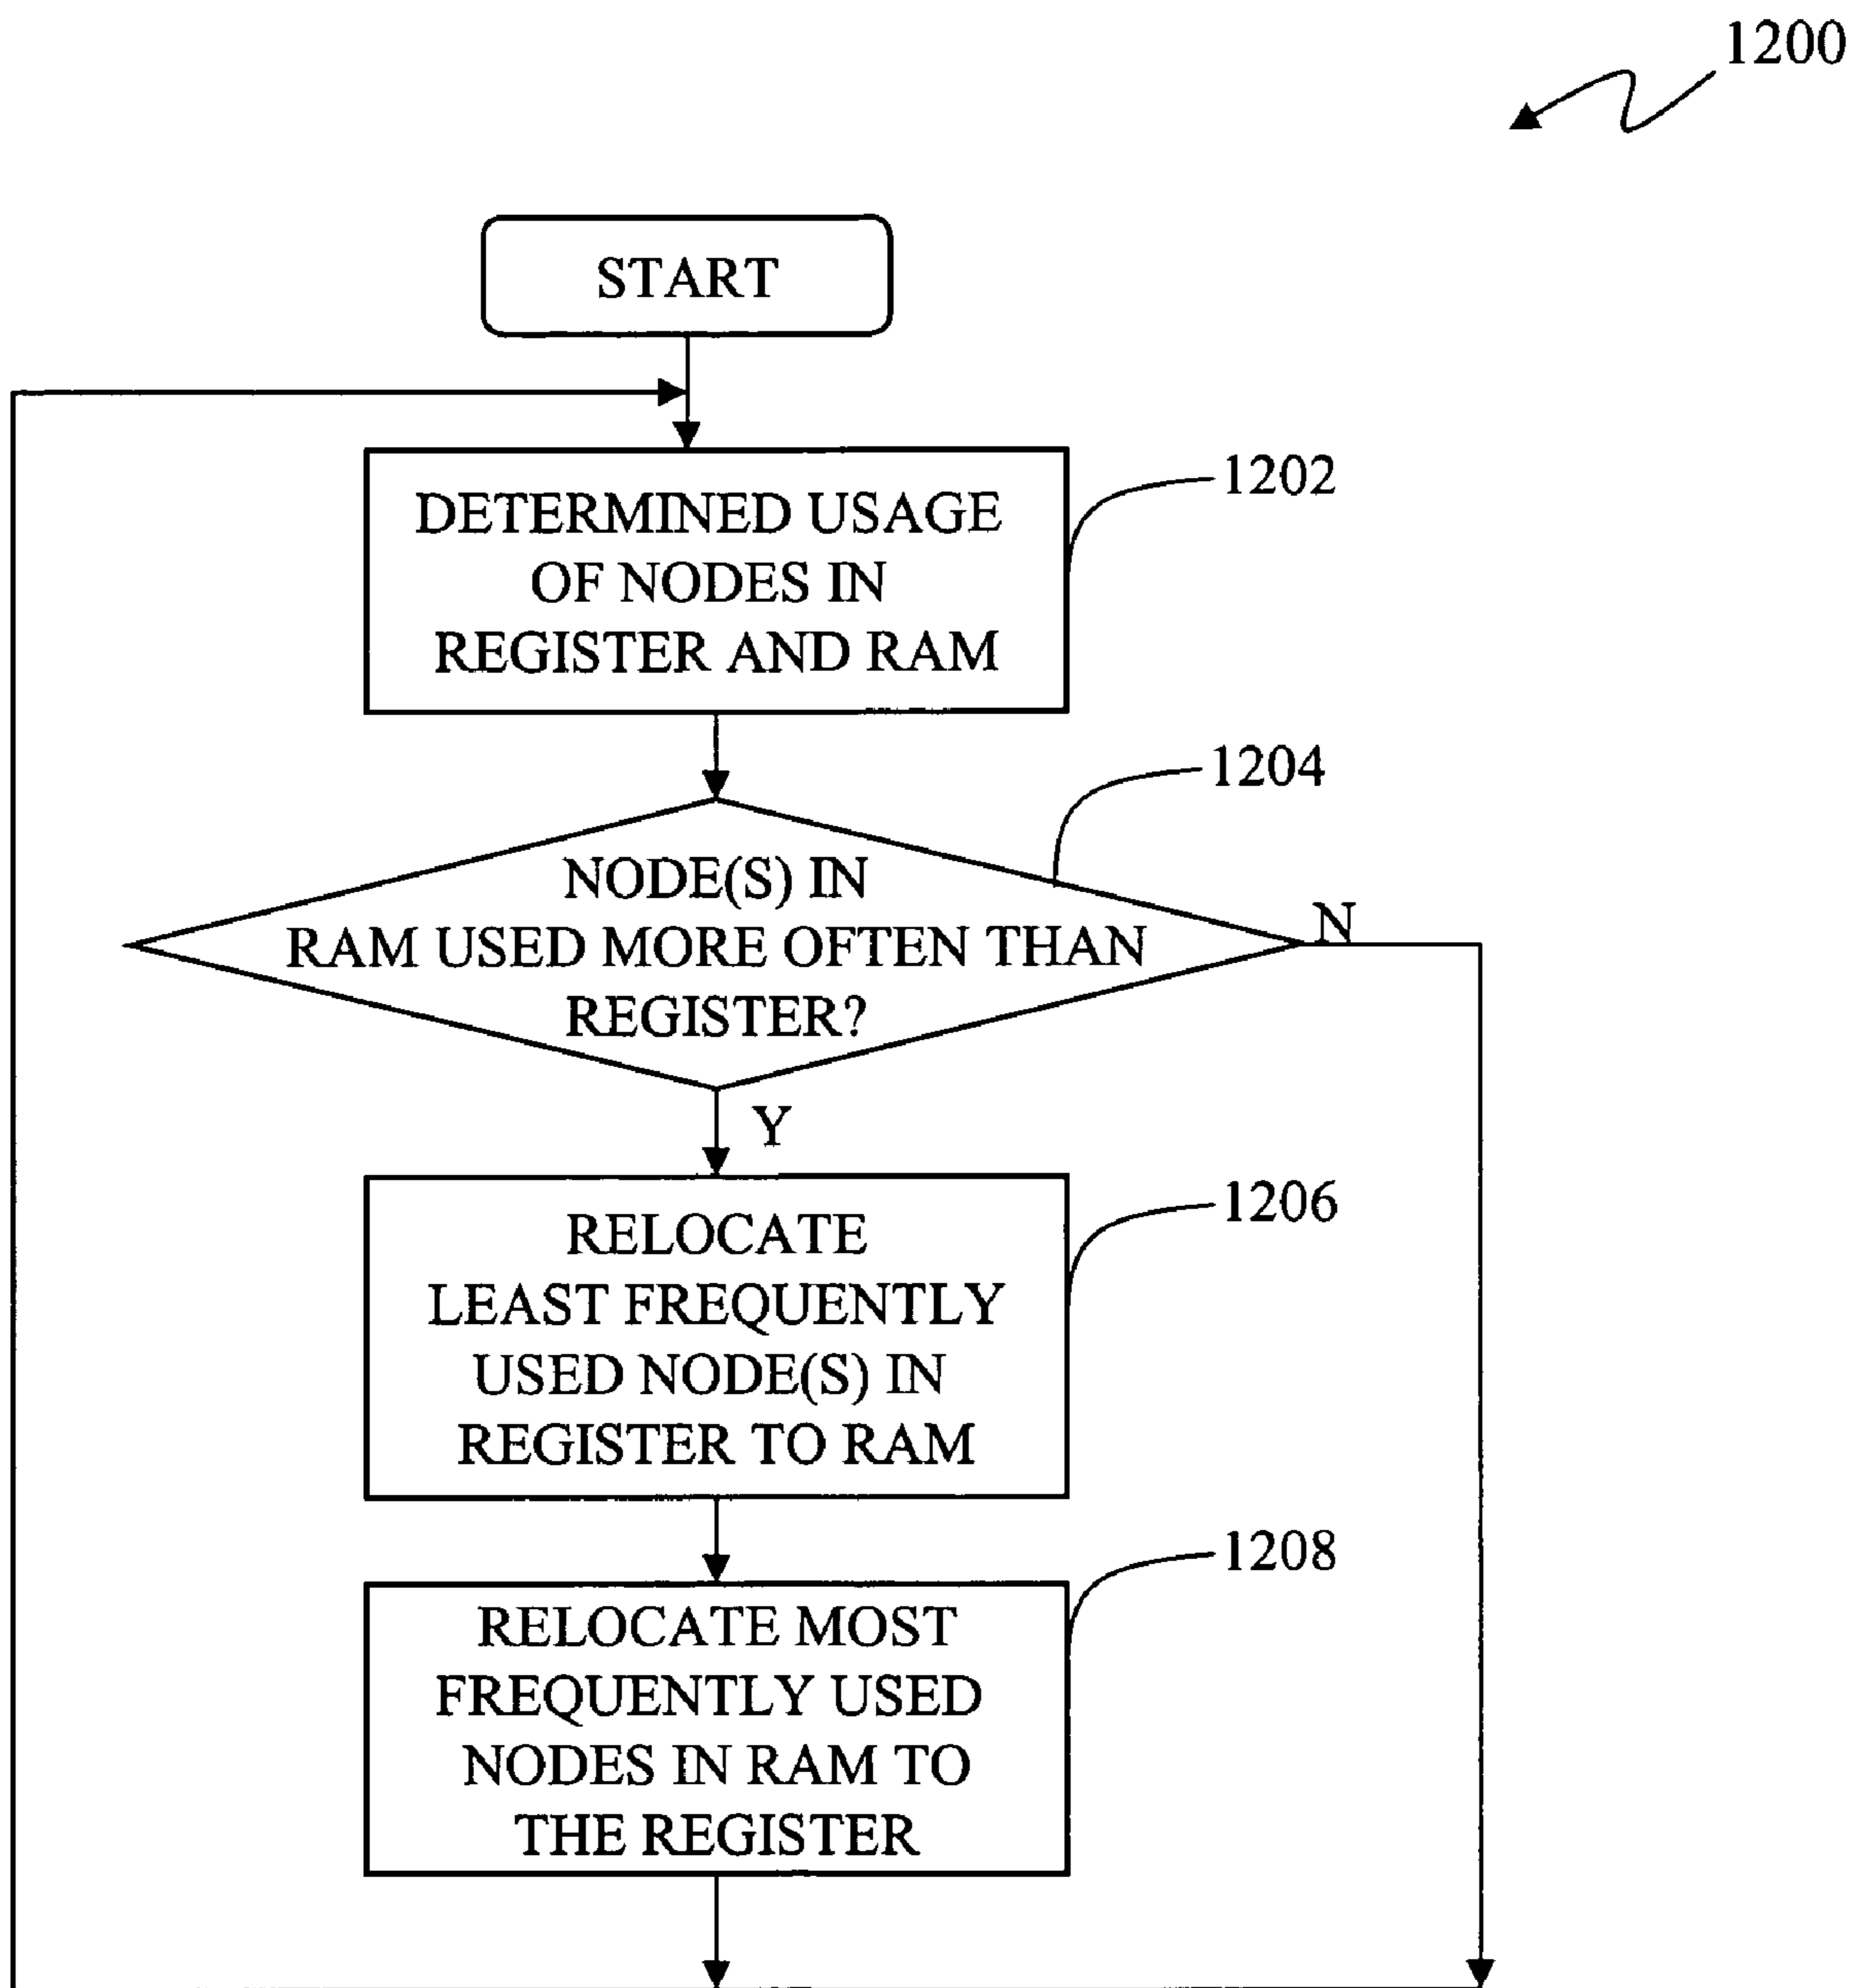 1200
START
1202
DETERMINED USAGE
OF NODES IN
REGISTER AND RAM
1204
NODE(S) IN
RAM USED MORE OFTEN THAN
REGISTER?
N
Y
1206
RELOCATE
LEAST FREQUENTLY
USED NODE(S) IN
REGISTER TO RAM
1208
RELOCATE MOST
FREQUENTLY USED
NODES IN RAM TO
THE REGISTER